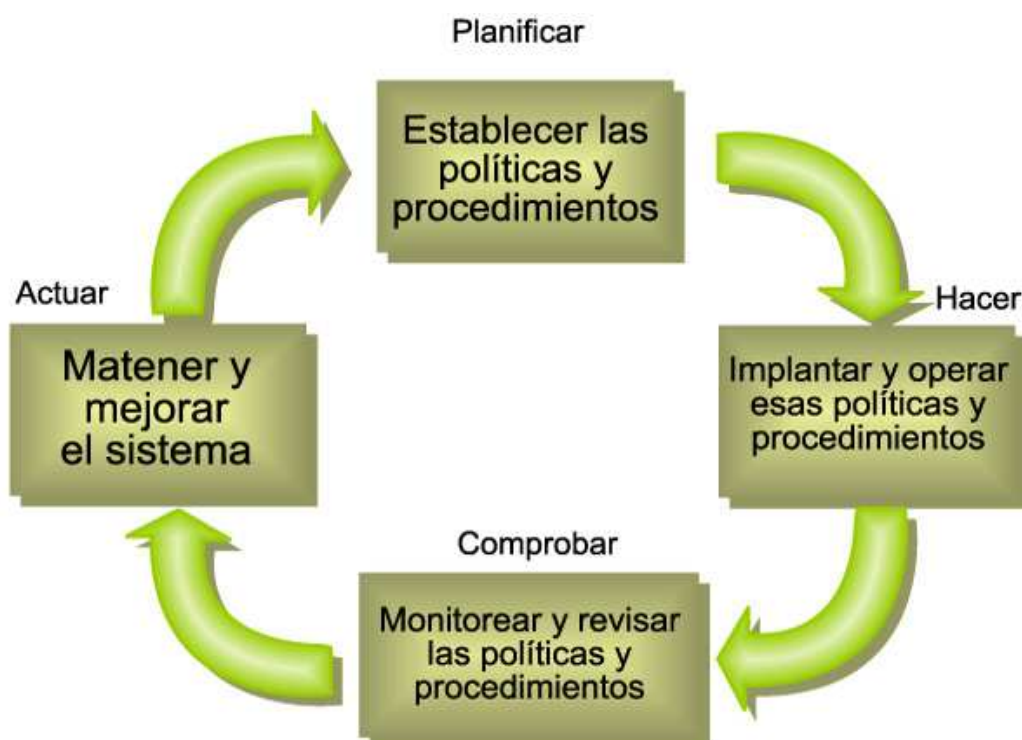 Planificar
Establecer las
políticas y
procedimientos
Hacer
Implantar y operar
esas políticas y
procedimientos
Comprobar
Monitorear y revisar
las políticas y
procedimientos
Actuar
Matener y
mejorar
el sistema